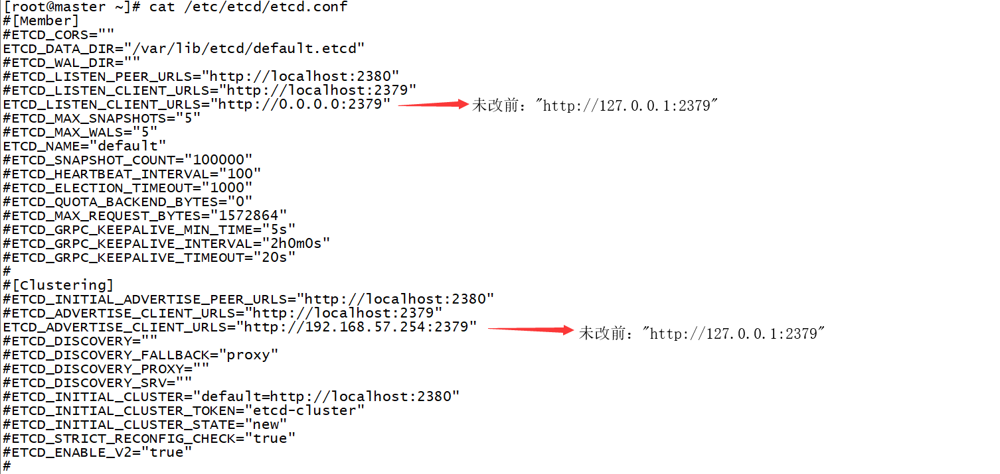 [root@master ~]# cat /etc/etcd/etcd.conf
#[Member]
#ETCD_CORS=""
ETCD_DATA_DIR="/var/lib/etcd/default.etcd"
#ETCD_WAL_DIR=""
#ETCD_LISTEN_PEER_URLS="http://localhost:2380"
#ETCD_LISTEN_CLIENT_URLS="http://localhost:2379"
ETCD_LISTEN_CLIENT_URLS="http://0.0.0.0:2379" 未改前："http://127.0.0.1:2379"
#ETCD_MAX_SNAPSHOTS="5"
#ETCD_MAX_WALS="5"
ETCD_NAME="default"
#ETCD_SNAPSHOT_COUNT="100000"
#ETCD_HEARTBEAT_INTERVAL="100"
#ETCD_ELECTION_TIMEOUT="1000"
#ETCD_QUOTA_BACKEND_BYTES="0"
#ETCD_MAX_REQUEST_BYTES="1572864"
#ETCD_GRPC_KEEPALIVE_MIN_TIME="5s"
#ETCD_GRPC_KEEPALIVE_INTERVAL="2h0m0s"
#ETCD_GRPC_KEEPALIVE_TIMEOUT="20s"
#
#[Clustering]
#ETCD_INITIAL_ADVERTISE_PEER_URLS="http://localhost:2380"
#ETCD_ADVERTISE_CLIENT_URLS="http://localhost:2379"
ETCD_ADVERTISE_CLIENT_URLS="http://192.168.57.254:2379" 未改前："http://127.0.0.1:2379"
#ETCD_DISCOVERY=""
#ETCD_DISCOVERY_FALLBACK="proxy"
#ETCD_DISCOVERY_PROXY=""
#ETCD_DISCOVERY_SRV=""
#ETCD_INITIAL_CLUSTER="default=http://localhost:2380"
#ETCD_INITIAL_CLUSTER_TOKEN="etcd-cluster"
#ETCD_INITIAL_CLUSTER_STATE="new"
#ETCD_STRICT_RECONFIG_CHECK="true"
#ETCD_ENABLE_V2="true"
#